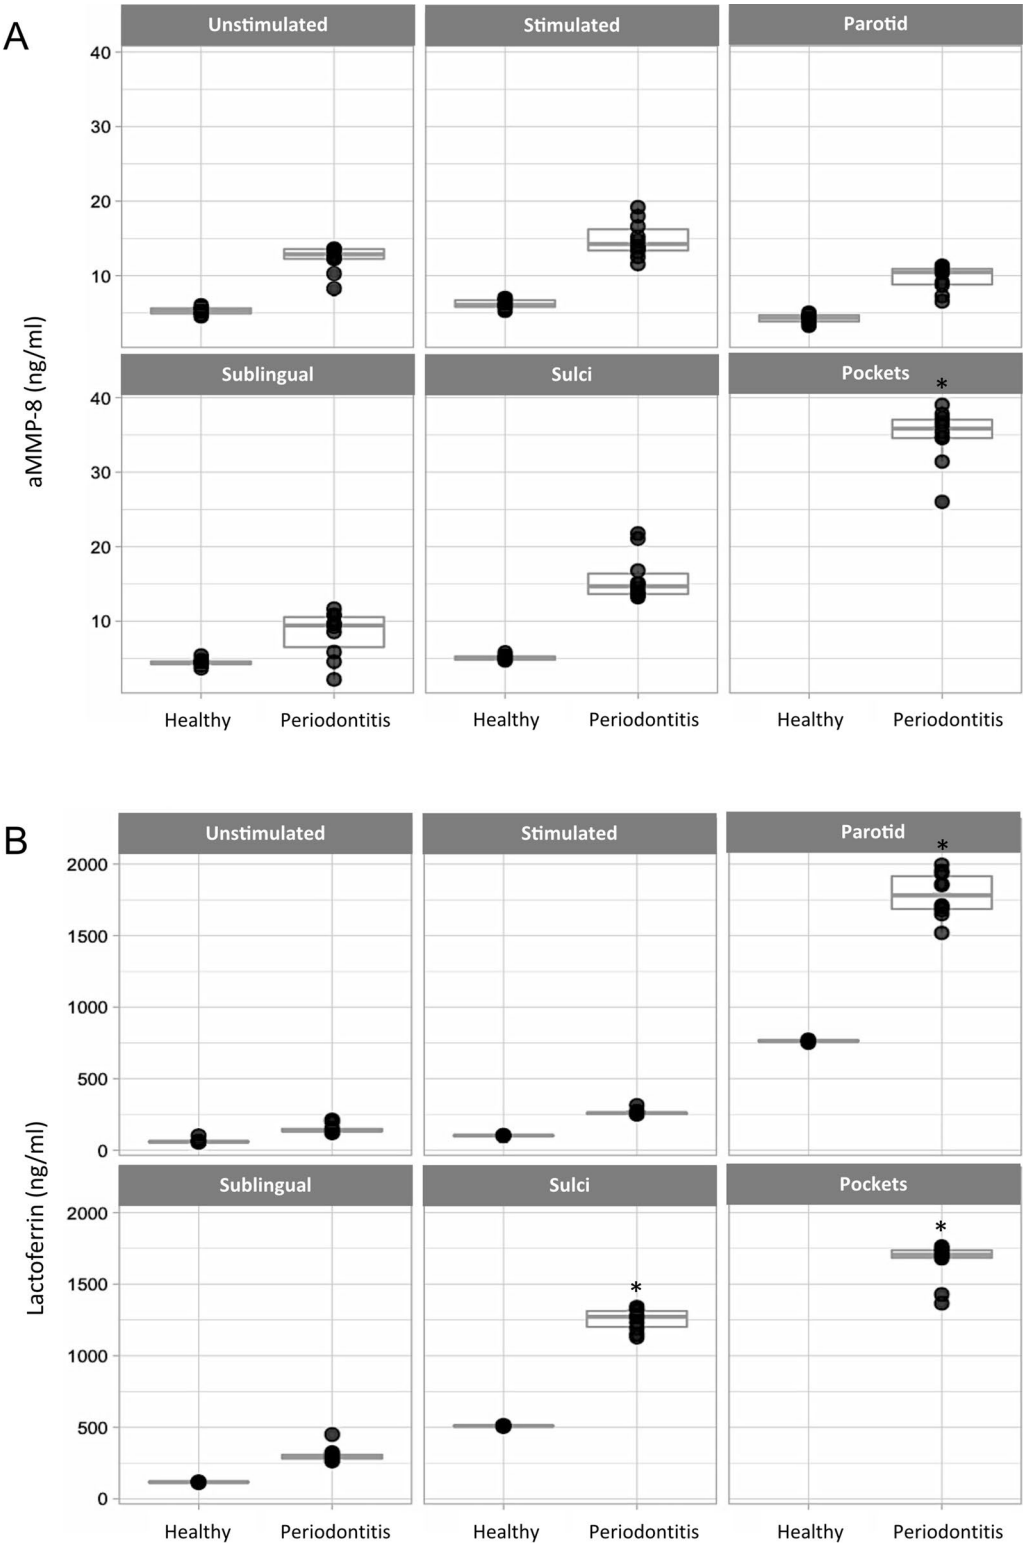 A
Unstimulated Stimulated Parotid
40
30
20
10
aMMP-8 (ng/ml)
Sublingual Sulci Pockets
*
40
30
20
10
Healthy Periodontitis Healthy Periodontitis Healthy Periodontitis
B
Unstimulated Stimulated Parotid
*
2000
1500
1000
500
0
Lactoferrin (ng/ml)
Sublingual Sulci Pockets
2000
*
1500
*
1000
500
0
Healthy Periodontitis Healthy Periodontitis Healthy Periodontitis